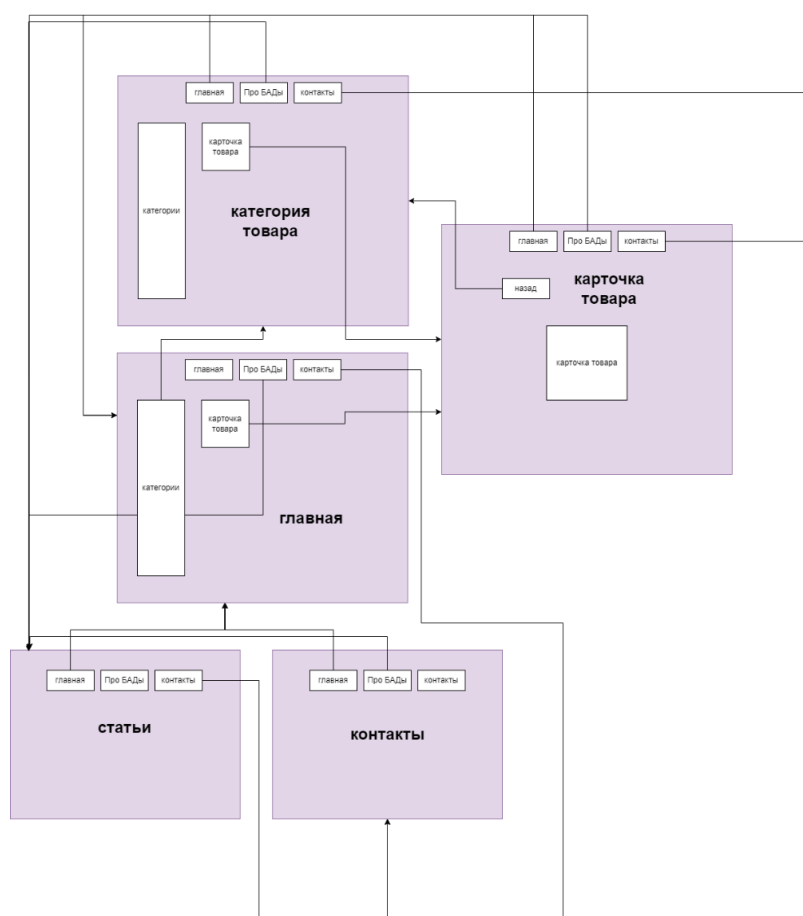 главная
Про БАДы
контакты
карточка
товара
категории
категория
товара
главная
Про БАДы
контакты
карточка
товара
назад
карточка товара
главная
Про БАДы
контакты
карточка
товара
категории
главная
главная
Про БАДы
контакты
статьи
главная
Про БАДы
контакты
контакты